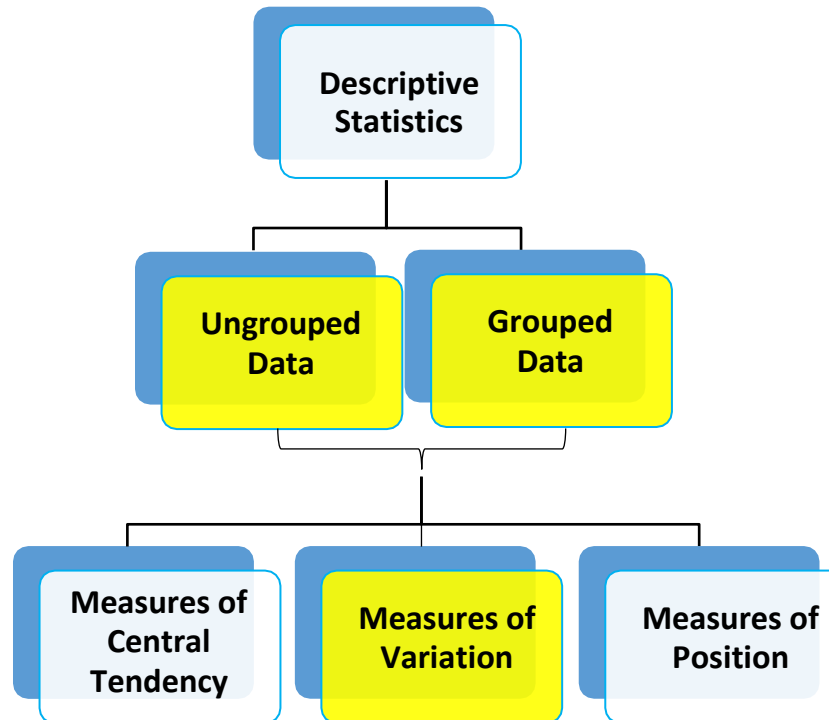 Descriptive
Statistics
Ungrouped
Data
Grouped
Data
Measures of
Central
Tendency
Measures of
Variation
Measures of
Position